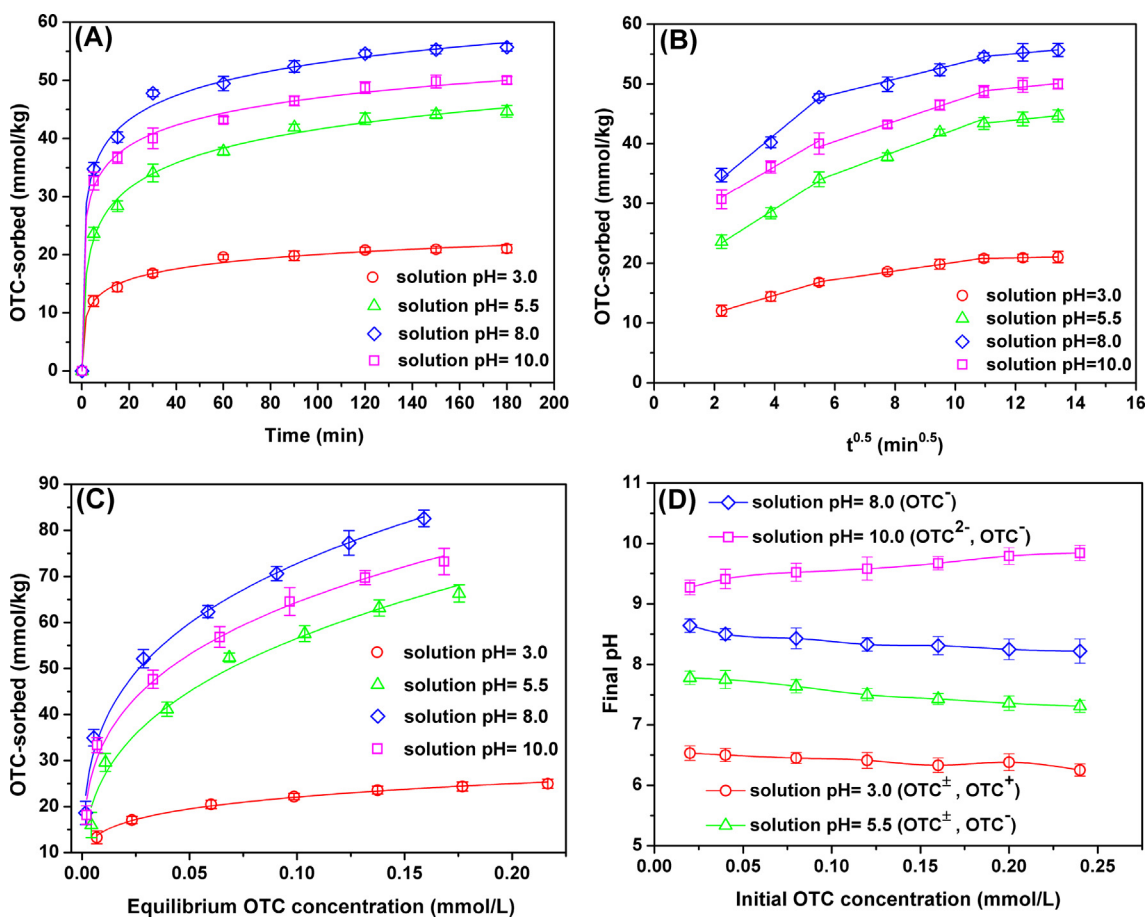 (A)
OTC-sorbed (mmol/kg)
60
50
40
30
20
10
0
solution pH= 3.0
solution pH= 5.5
solution pH= 8.0
solution pH= 10.0
0 20 40 60 80 100 120 140 160 180 200
Time (min)
(B)
OTC-sorbed (mmol/kg)
60
50
40
30
20
10
0
solution pH=3.0
solution pH=5.5
solution pH=8.0
solution pH=10.0
0 2 4 6 8 10 12 14 16
t^0.5 (min^0.5)
(C)
OTC-sorbed (mmol/kg)
90
80
70
60
50
40
30
20
10
solution pH= 3.0
solution pH= 5.5
solution pH= 8.0
solution pH= 10.0
0.00 0.05 0.10 0.15 0.20
Equilibrium OTC concentration (mmol/L)
(D)
Final pH
11
10
9
8
7
6
5
solution pH= 8.0 (OTC⁻)
solution pH= 10.0 (OTC²⁻, OTC⁻)
solution pH= 3.0 (OTC^±, OTC⁺)
solution pH= 5.5 (OTC^±, OTC⁻)
0.00 0.05 0.10 0.15 0.20 0.25
Initial OTC concentration (mmol/L)